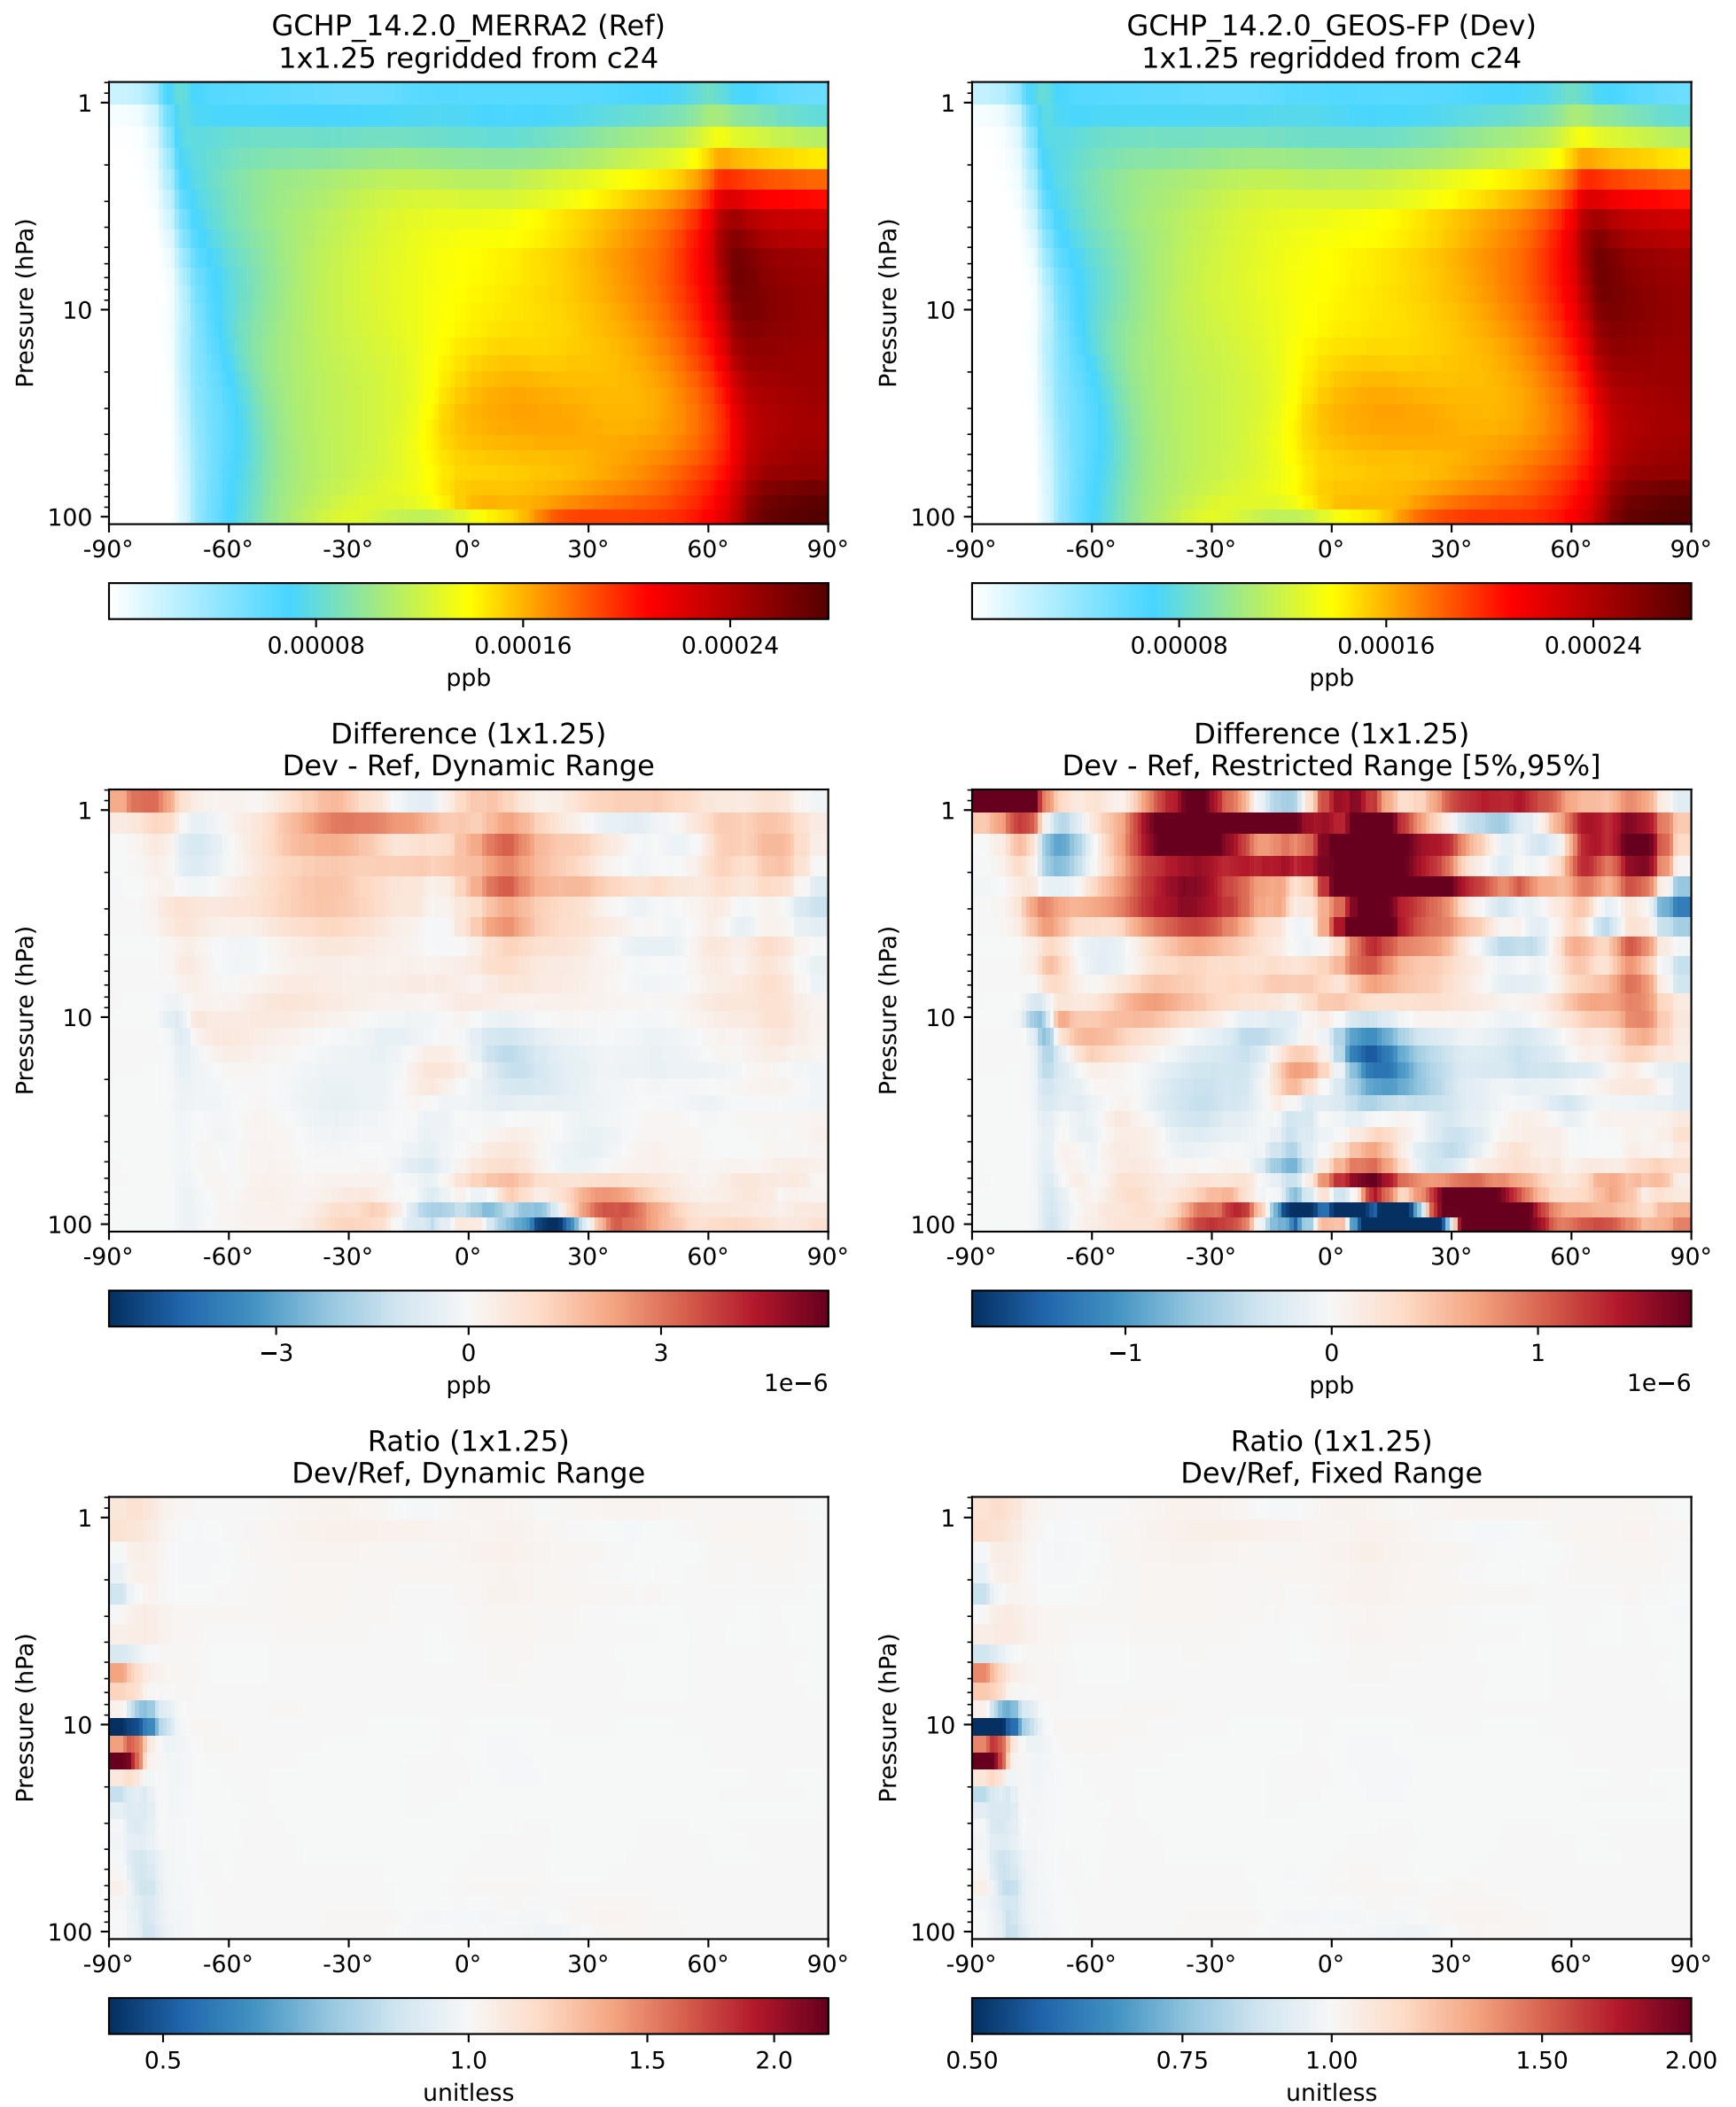 GCHP_14.2.0_MERRA2 (Ref)
1x1.25 regridded from c24
Pressure (hPa)
1
10
100
-90° -60° -30° 0° 30° 60° 90°
0.00008 0.00016 0.00024
ppb
GCHP_14.2.0_GEOS-FP (Dev)
1x1.25 regridded from c24
Pressure (hPa)
1
10
100
-90° -60° -30° 0° 30° 60° 90°
0.00008 0.00016 0.00024
ppb
Difference (1x1.25)
Dev - Ref, Dynamic Range
Pressure (hPa)
1
10
100
-90° -60° -30° 0° 30° 60° 90°
−3 0 3
ppb 1e−6
Difference (1x1.25)
Dev - Ref, Restricted Range [5%,95%]
Pressure (hPa)
1
10
100
-90° -60° -30° 0° 30° 60° 90°
−1 0 1
ppb 1e−6
Ratio (1x1.25)
Dev/Ref, Dynamic Range
Pressure (hPa)
1
10
100
-90° -60° -30° 0° 30° 60° 90°
0.5 1.0 1.5 2.0
unitless
Ratio (1x1.25)
Dev/Ref, Fixed Range
Pressure (hPa)
1
10
100
-90° -60° -30° 0° 30° 60° 90°
0.50 0.75 1.00 1.50 2.00
unitless